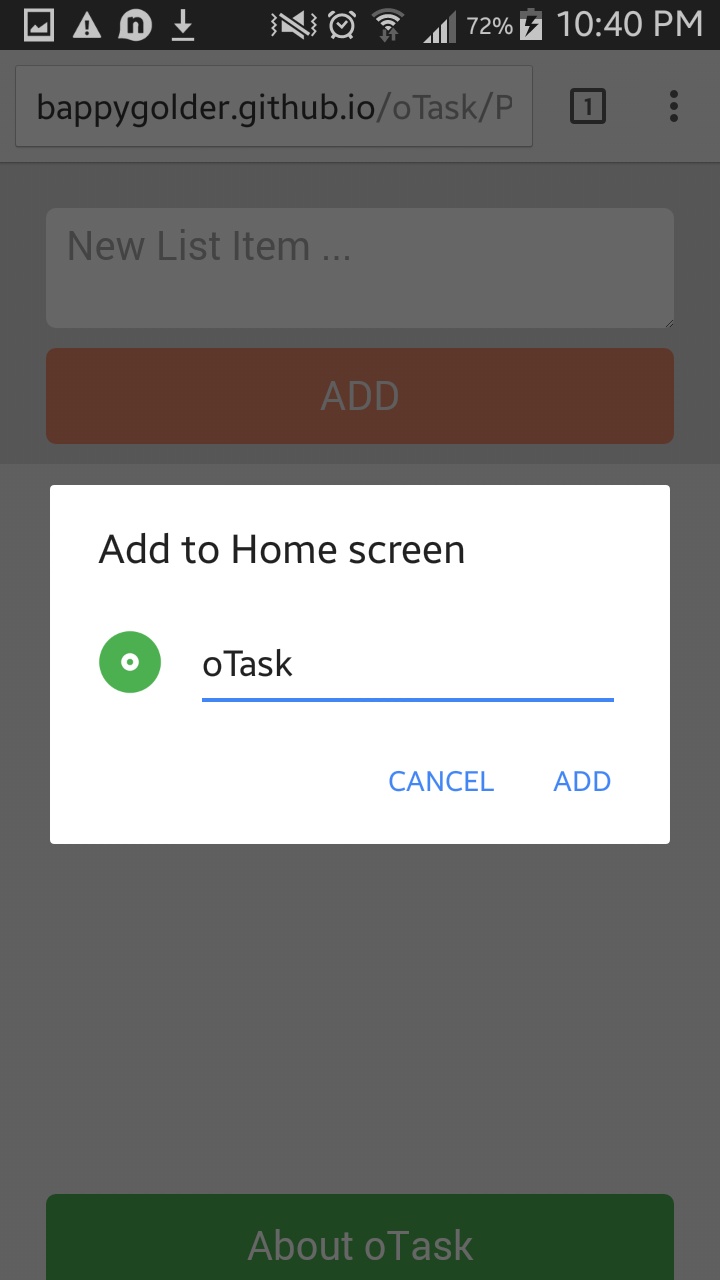 72% 10:40 PM
bappygolder.github.io/oTask/P
1
New List Item ...
ADD
Add to Home screen
oTask
CANCEL ADD
About oTask